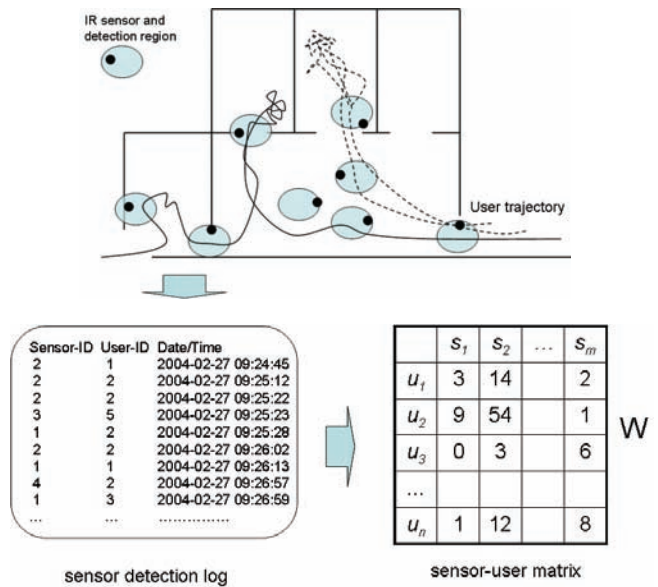 IR sensor and
detection region
User trajectory
Sensor-ID User-ID Date/Time
2 1 2004-02-27 09:24:45
2 2 2004-02-27 09:25:12
2 2 2004-02-27 09:25:22
3 5 2004-02-27 09:25:23
1 2 2004-02-27 09:25:28
2 2 2004-02-27 09:26:02
1 1 2004-02-27 09:26:13
4 2 2004-02-27 09:26:57
1 3 2004-02-27 09:26:59
... ... ...............
sensor detection log
s1 s2 ... sm
u1 3 14 2
u2 9 54 1
u3 0 3 6
...
un 1 12 8
W
sensor-user matrix